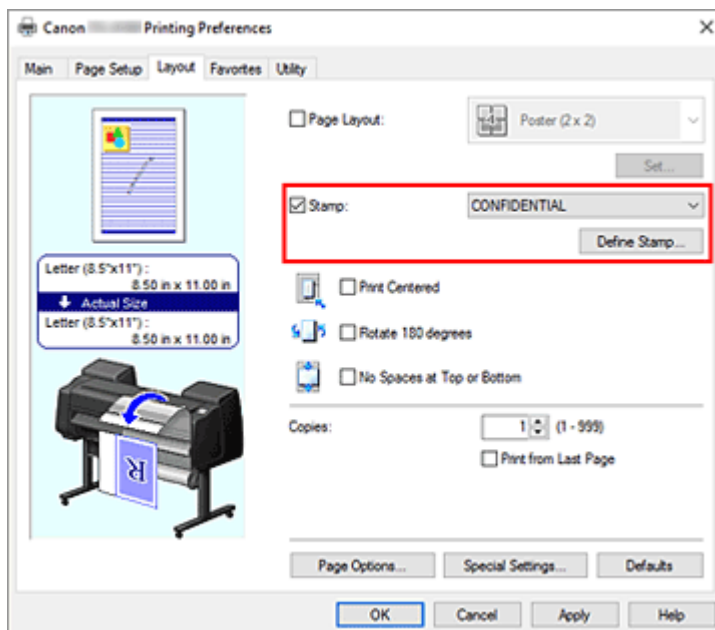 Canon Printing Preferences
Main Page Setup Layout Favorites Utility
Page Layout: Poster (2 x 2)
Set...
Stamp: CONFIDENTIAL
Define Stamp...
Letter (8.5"x11") :
8.50 in x 11.00 in
Actual Size
Letter (8.5"x11") :
8.50 in x 11.00 in
Print Centered
Rotate 180 degrees
No Spaces at Top or Bottom
Copies: 1 (1 - 999)
Print from Last Page
R
Page Options... Special Settings... Defaults
OK Cancel Apply Help